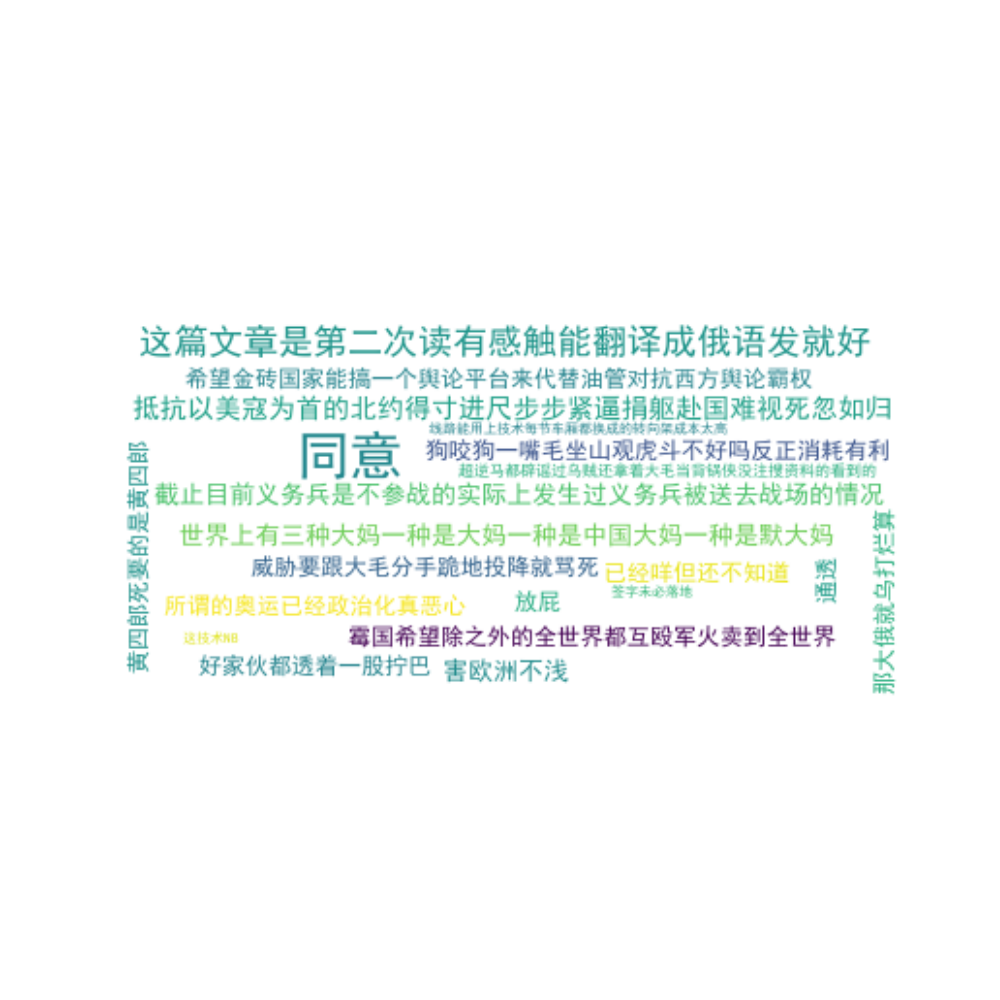 这篇文章是第二次读有感触能翻译成俄语发就好
希望金砖国家能搞一个舆论平台来代替油管对抗西方舆论霸权
抵抗以美寇为首的北约得寸进尺步步紧逼捐躯赴国难视死忽如归
线路能用上技术每节车厢都换成的转向架成本太高
同意
狗咬狗一嘴毛坐山观虎斗不好吗反正消耗有利
超逆马都辟谣过乌贼还拿着大毛当背锅侠没注搜资料的看到的
截止目前义务兵是不参战的实际上发生过义务兵被送去战场的情况
世界上有三种大妈一种是大妈一种是中国大妈一种是默大妈
威胁要跟大毛分手跪地投降就骂死
已经咩但还不知道
签字未必落地
通透
所谓的奥运已经政治化真恶心
放屁
这技术NB
霉国希望除之外的全世界都互殴军火卖到全世界
好家伙都透着一股拧巴
害欧洲不浅
黄四郎死要的是黄四郎
那大俄就乌打烂算